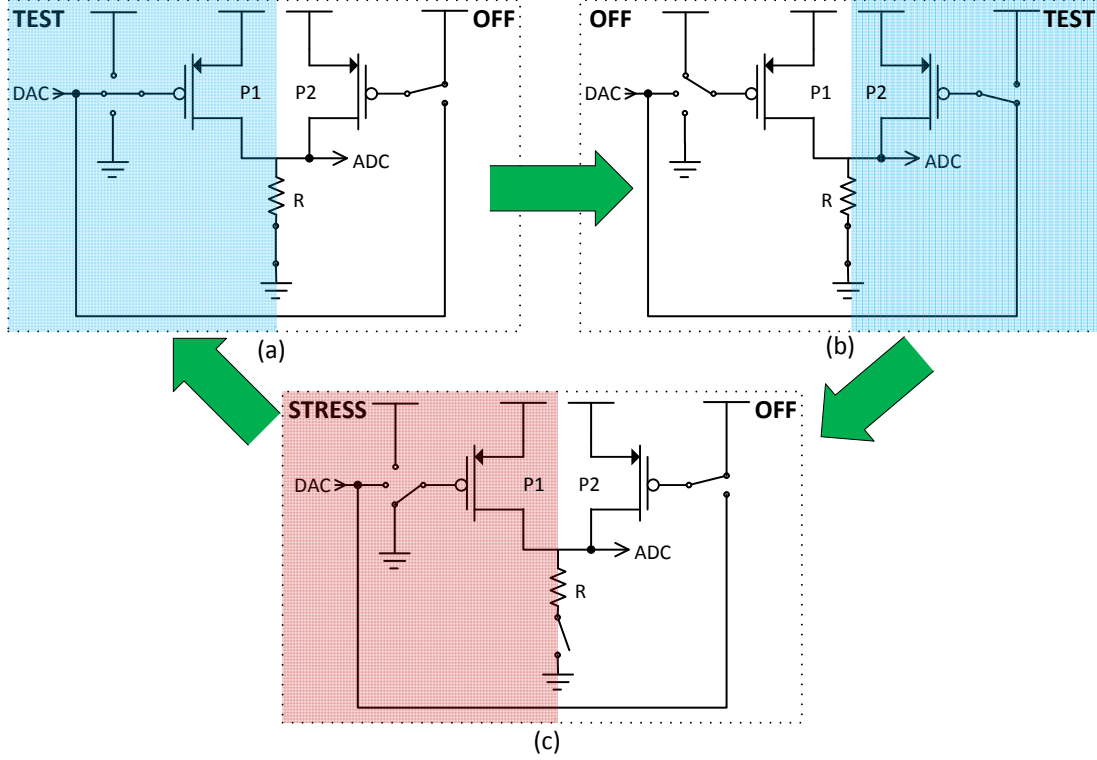 TEST
OFF
DAC
P1
P2
ADC
R
(a)
OFF
TEST
DAC
P1
P2
ADC
R
(b)
STRESS
OFF
DAC
P1
P2
ADC
R
(c)